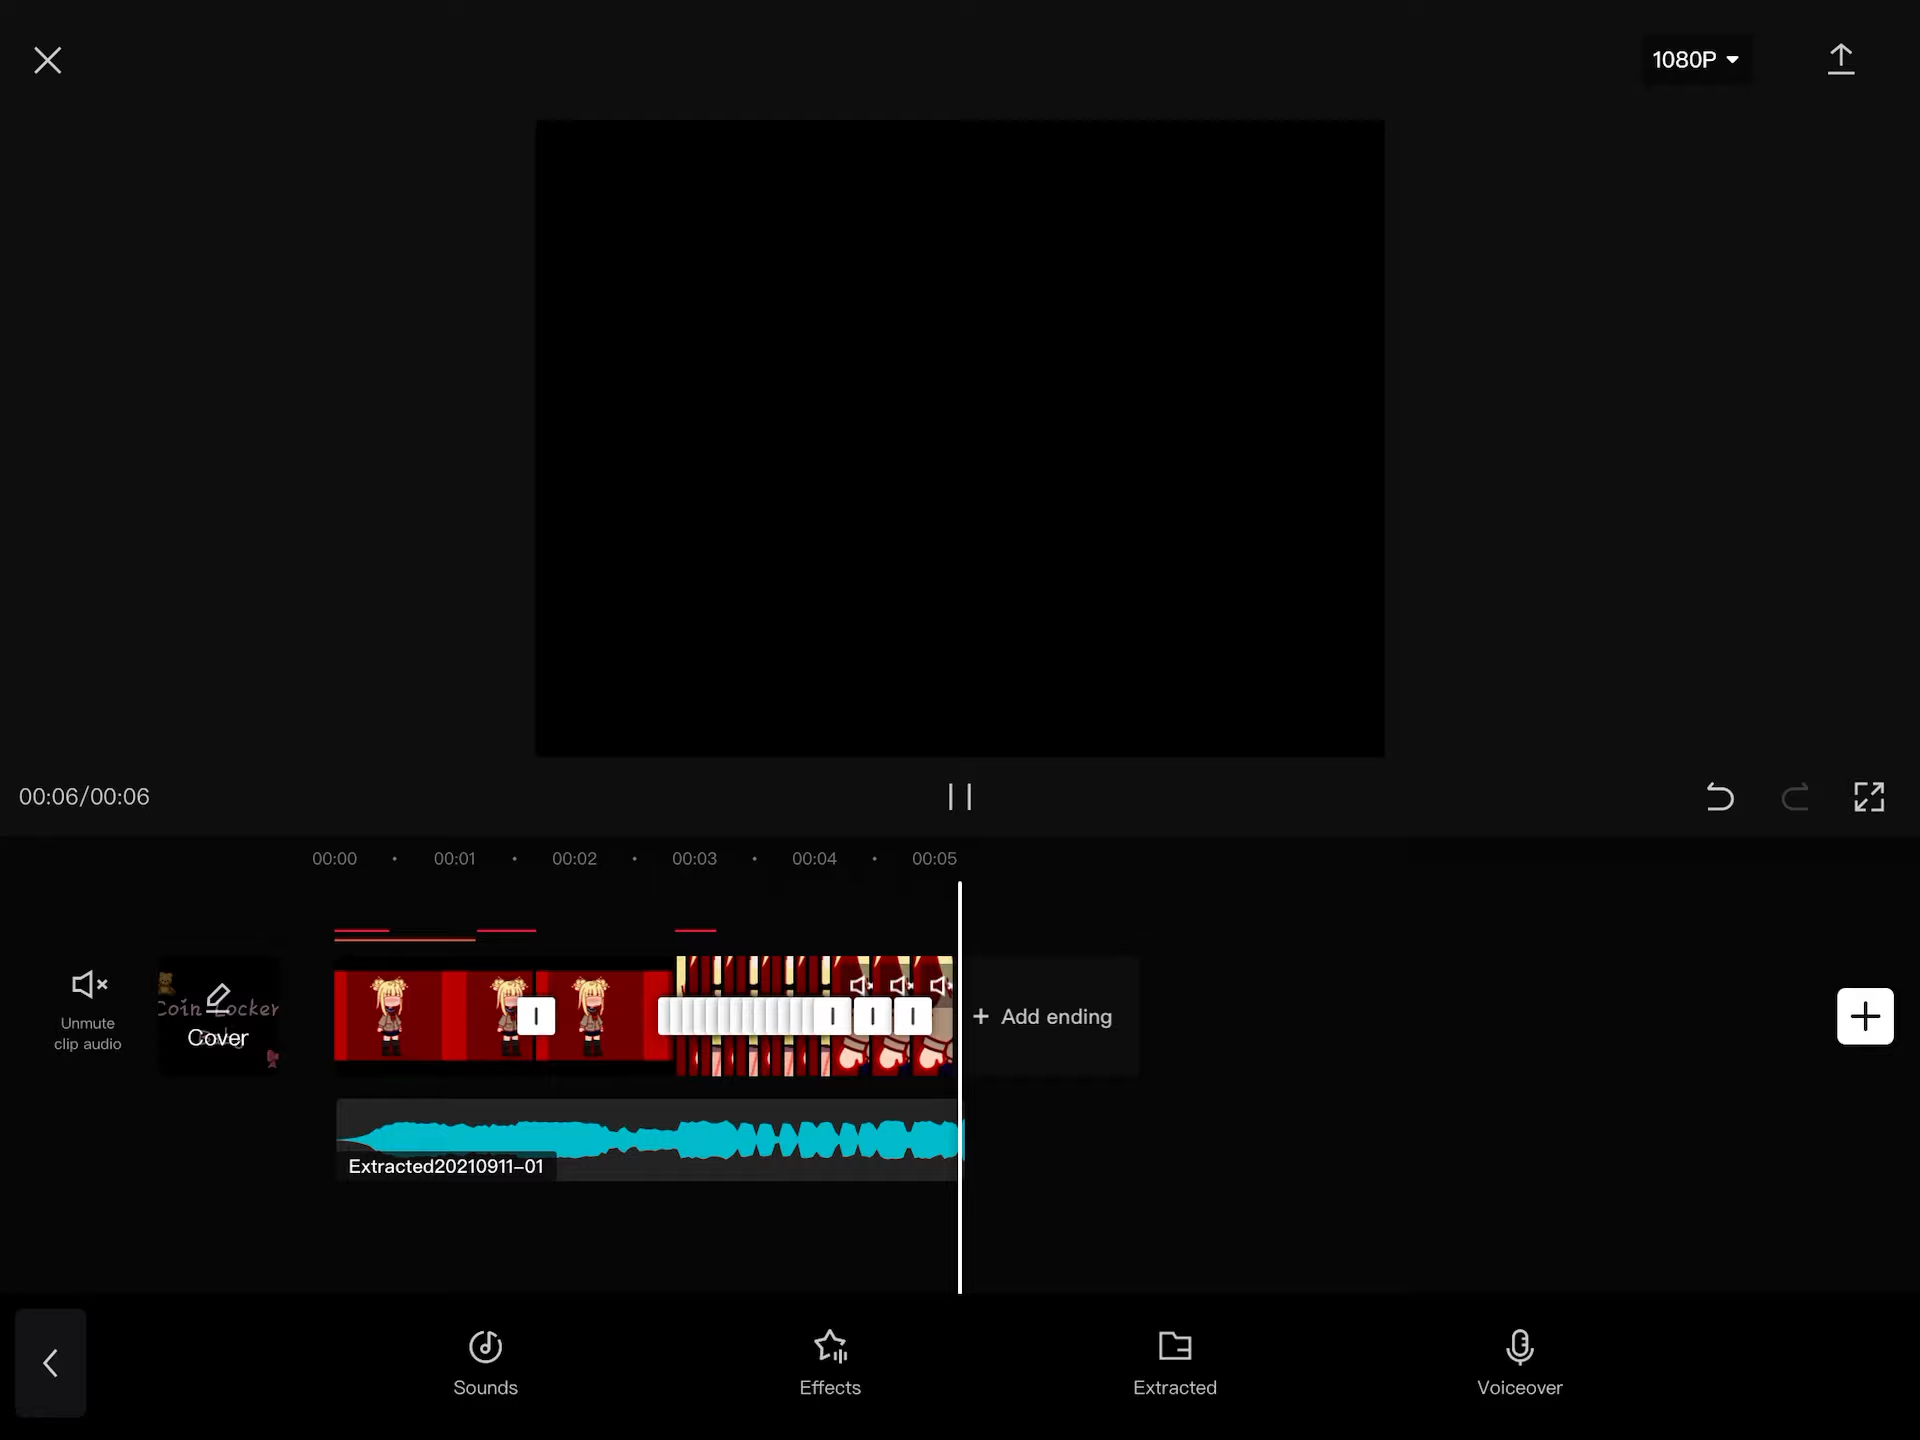 1080P
00:06/00:06
00:00 00:01 00:02 00:03 00:04 00:05
Unmute
clip audio
Coin Locker
Cover
+ Add ending
Extracted20210911-01
Sounds Effects Extracted Voiceover